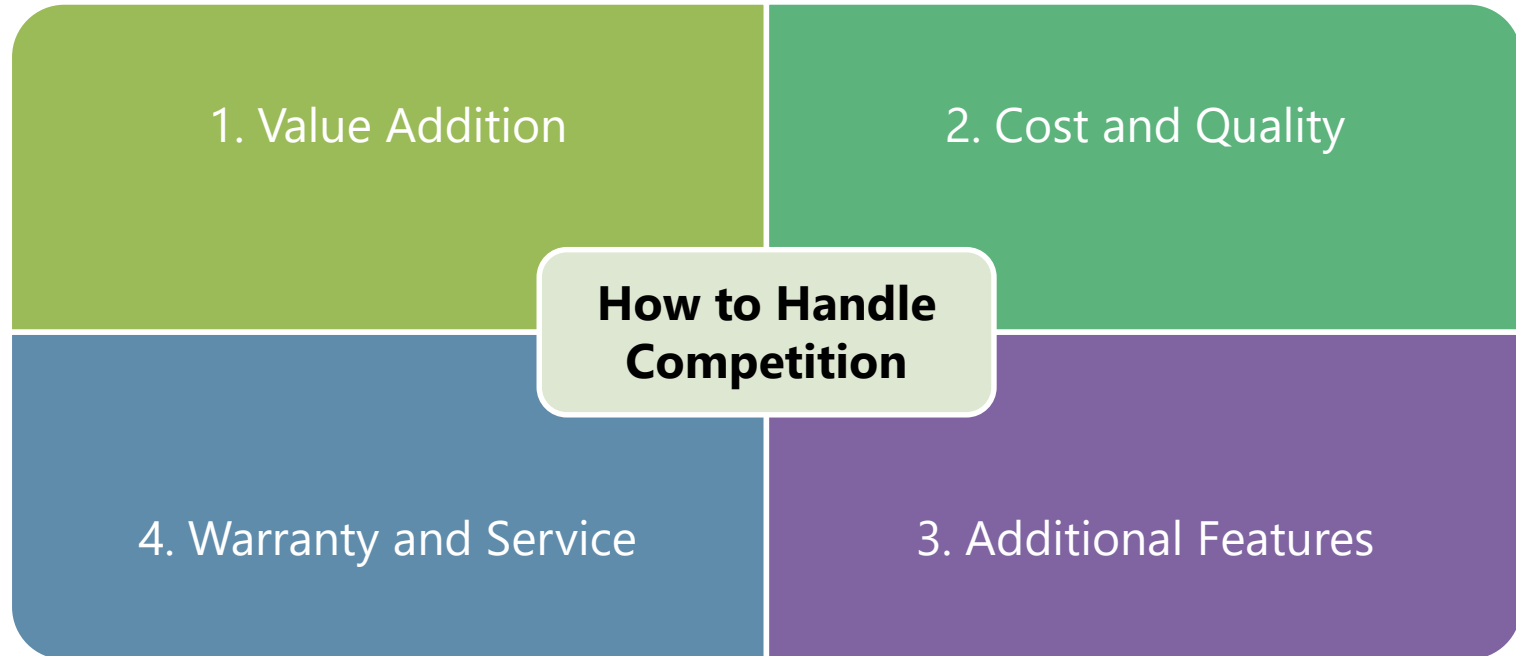 1. Value Addition
2. Cost and Quality
How to Handle
Competition
4. Warranty and Service
3. Additional Features